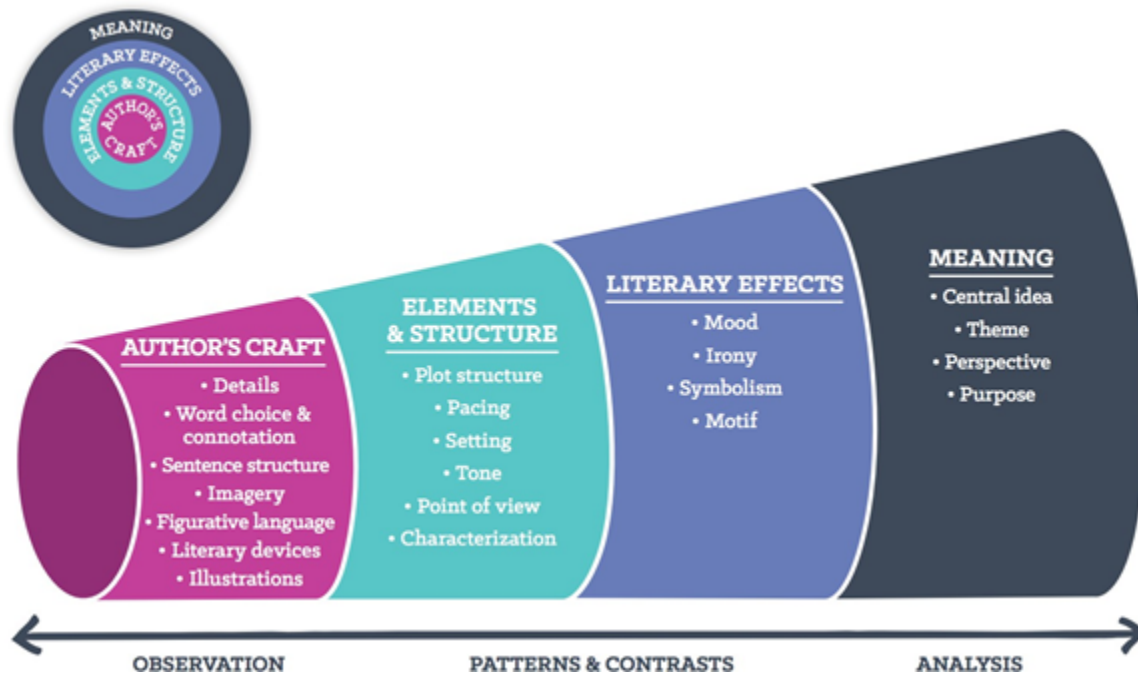 MEANING
LITERARY EFFECTS
ELEMENTS & STRUCTURE
AUTHOR'S
CRAFT
AUTHOR'S CRAFT
• Details
• Word choice &
connotation
• Sentence structure
• Imagery
• Figurative language
• Literary devices
• Illustrations
ELEMENTS
& STRUCTURE
• Plot structure
• Pacing
• Setting
• Tone
• Point of view
• Characterization
LITERARY EFFECTS
• Mood
• Irony
• Symbolism
• Motif
MEANING
• Central idea
• Theme
• Perspective
• Purpose
OBSERVATION
PATTERNS & CONTRASTS
ANALYSIS